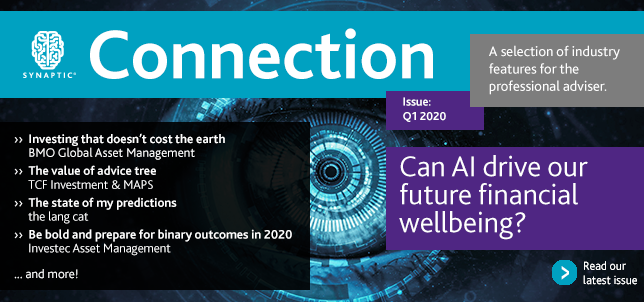 SYNAPTIC®
Connection
A selection of industry
features for the
professional adviser.
Issue:
Q1 2020
›› Investing that doesn’t cost the earth
BMO Global Asset Management
›› The value of advice tree
TCF Investment & MAPS
›› The state of my predictions
the lang cat
›› Be bold and prepare for binary outcomes in 2020
Investec Asset Management
... and more!
Can AI drive our
future financial
wellbeing?
Read our
latest issue